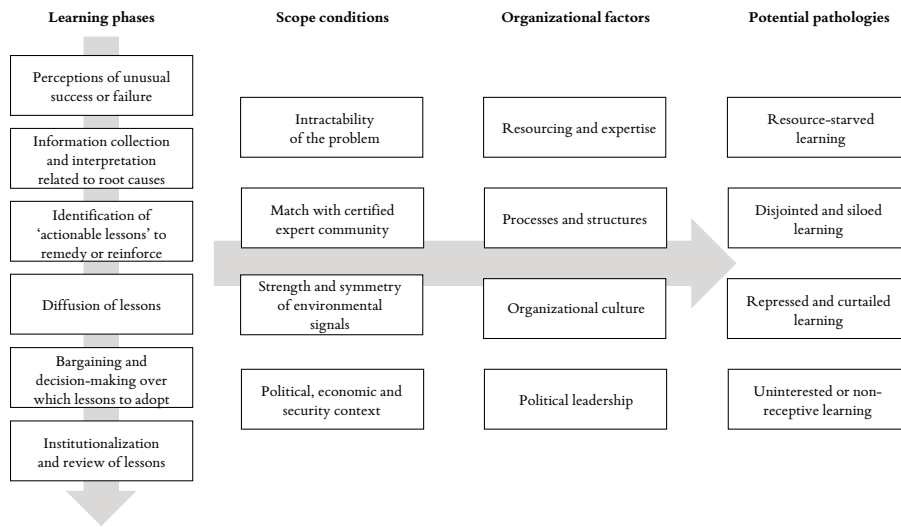 Learning phases
Perceptions of unusual
success or failure
Information collection
and interpretation
related to root causes
Identification of
‘actionable lessons’ to
remedy or reinforce
Diffusion of lessons
Bargaining and
decision-making over
which lessons to adopt
Institutionalization
and review of lessons
Scope conditions
Intractability
of the problem
Match with certified
expert community
Strength and symmetry
of environmental
signals
Political, economic and
security context
Organizational factors
Resourcing and expertise
Processes and structures
Organizational culture
Political leadership
Potential pathologies
Resource-starved
learning
Disjointed and siloed
learning
Repressed and curtailed
learning
Uninterested or non-
receptive learning